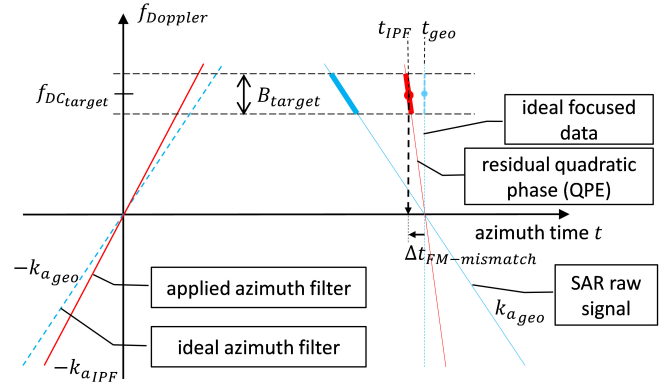 f_Doppler
t_IPF t_geo
f_DC_target
B_target
ideal focused
data
residual quadratic
phase (QPE)
azimuth time t
Δt_FM−mismatch
−k_a_geo
applied azimuth filter
SAR raw
signal
k_a_geo
ideal azimuth filter
−k_a_IPF